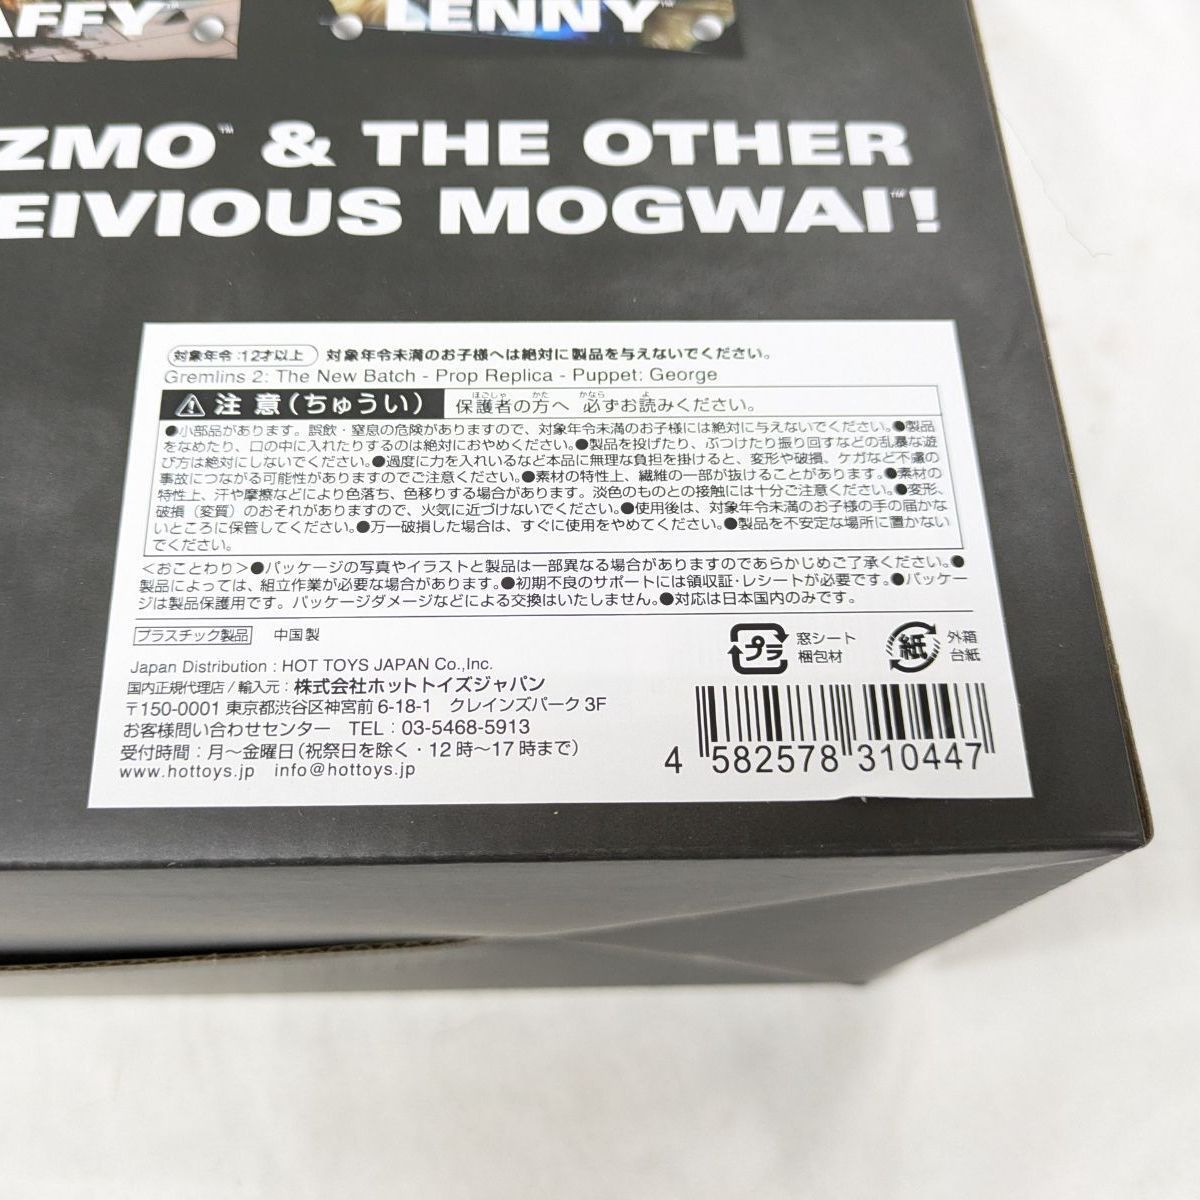 AFFY™
LENNY™
ZMO™ & THE OTHER
EIVIOUS MOGWAI™!
対象年令:12才以上 対象年令未満のお子様へは絶対に製品を与えないでください。
Gremlins 2: The New Batch - Prop Replica - Puppet: George
注 意(ちゅうい) 保護者の方へ 必ずお読みください。
●小部品があります。誤飲・窒息の危険がありますので、対象年令未満のお子様には絶対に与えないでください。●製品
をなめたり、口の中に入れたりするのは絶対におやめください。●製品を投げたり、ぶつけたり振り回すなどの乱暴な遊
び方は絶対にしないでください。●過度に力を入れいるなど本品に無理な負担を掛けると、変形や破損、ケガなど不慮の
事故につながる可能性がありますのでご注意ください。●素材の特性上、繊維の一部が抜けることがあります。●素材の
特性上、汗や摩擦などにより色落ち、色移りする場合があります。淡色のものとの接触には十分ご注意ください。●変形、
破損(変質)のおそれがありますので、火気に近づけないでください。●使用後は、対象年令未満のお子様の手の届かな
いところに保管してください。●万一破損した場合は、すぐに使用をやめてください。●製品を不安定な場所に置かない
でください。
<おことわり>●パッケージの写真やイラストと製品は一部異なる場合がありますのであらかじめご了承ください。●
製品によっては、組立作業が必要な場合があります。●初期不良のサポートには領収証・レシートが必要です。●パッケー
ジは製品保護用です。パッケージダメージなどによる交換はいたしません。●対応は日本国内のみです。
プラスチック製品 中国製
プラ 窓シート 梱包材
紙 外箱 台紙
Japan Distribution : HOT TOYS JAPAN Co.,Inc.
国内正規代理店/輸入元:株式会社ホットトイズジャパン
〒150-0001 東京都渋谷区神宮前 6-18-1 クレインズパーク 3F
お客様問い合わせセンター TEL : 03-5468-5913
受付時間:月～金曜日(祝祭日を除く・12時～17時まで)
www.hottoys.jp info@hottoys.jp
4 582578 310447